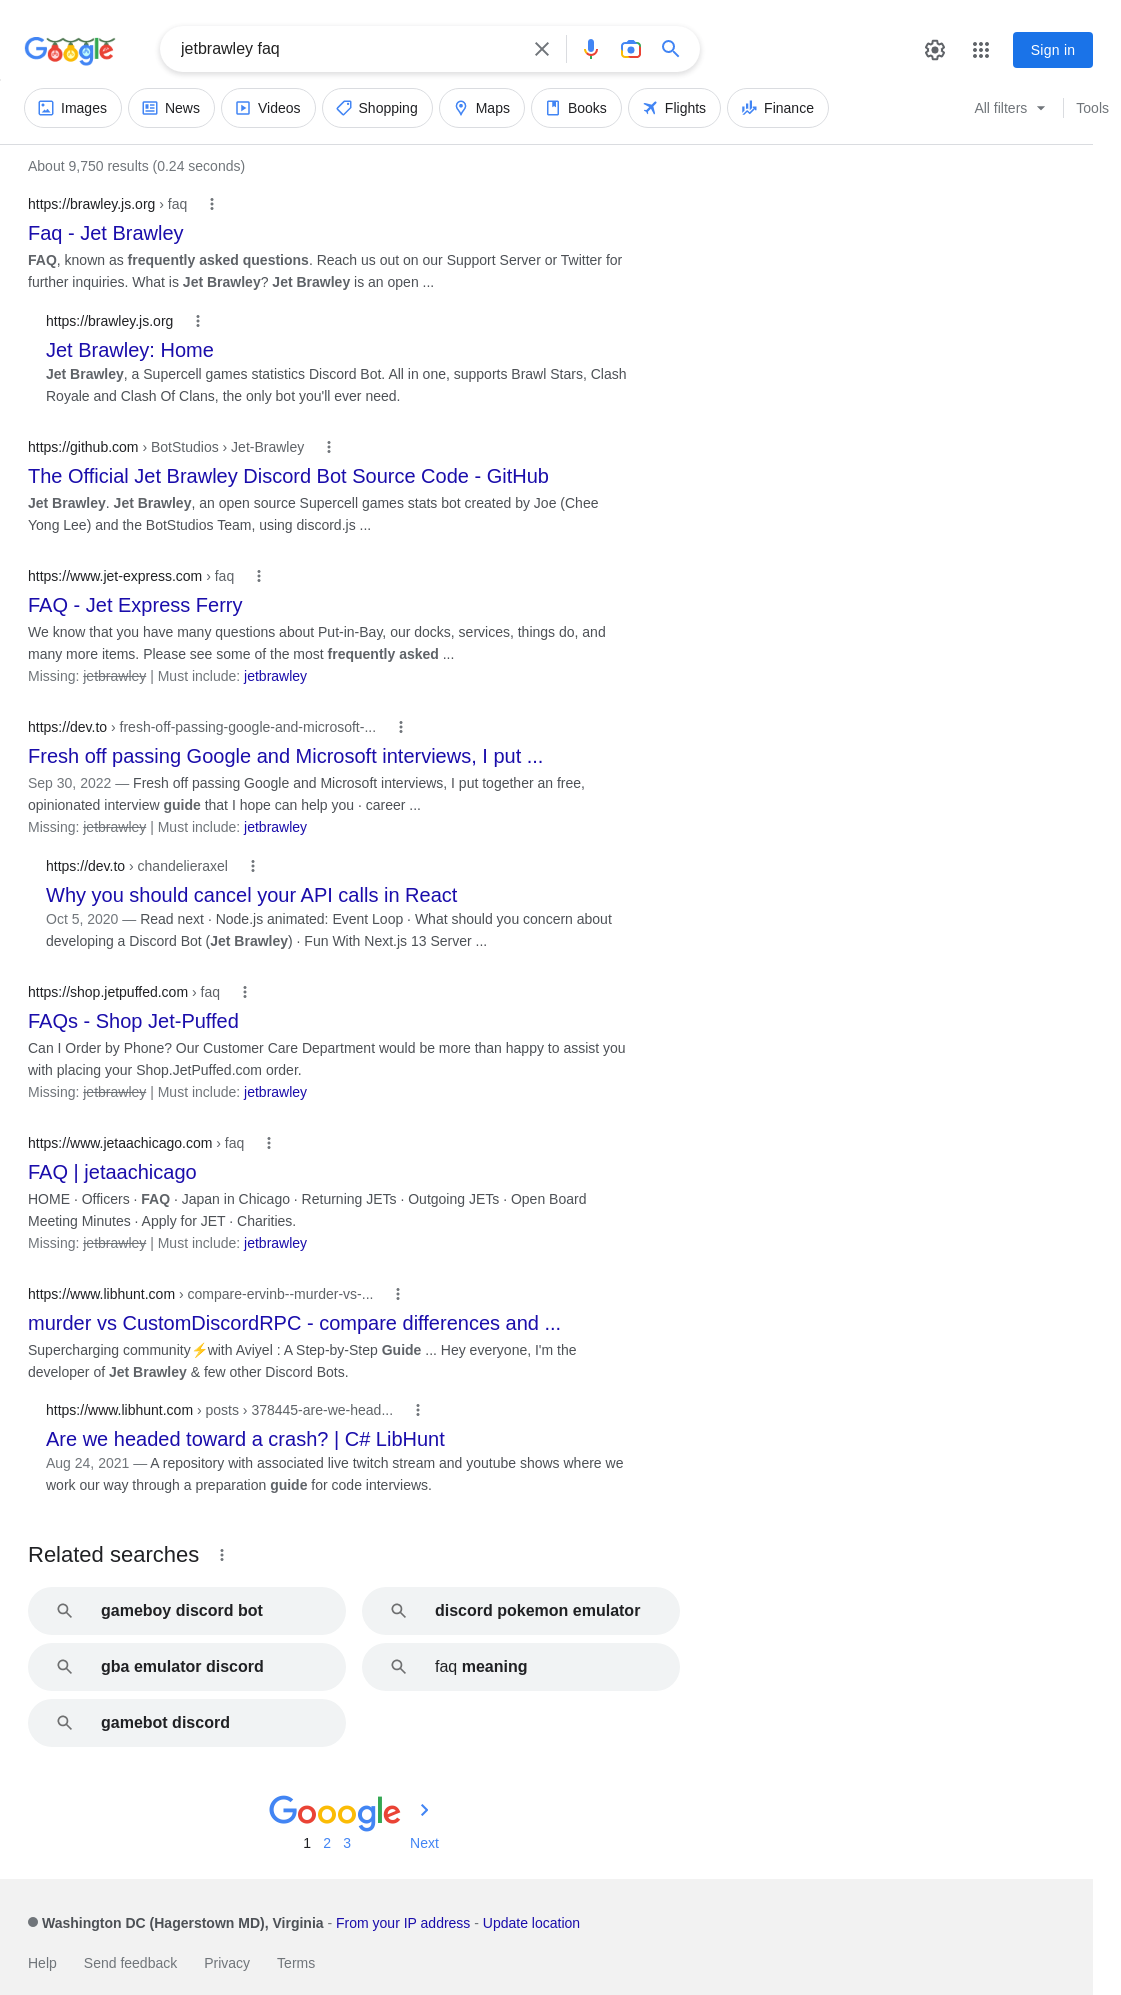 Google
jetbrawley faq
Sign in
Images News Videos Shopping Maps Books Flights Finance All filters Tools
About 9,750 results (0.24 seconds)
https://brawley.js.org › faq
Faq - Jet Brawley
FAQ, known as frequently asked questions. Reach us out on our Support Server or Twitter for
further inquiries. What is Jet Brawley? Jet Brawley is an open ...
https://brawley.js.org
Jet Brawley: Home
Jet Brawley, a Supercell games statistics Discord Bot. All in one, supports Brawl Stars, Clash
Royale and Clash Of Clans, the only bot you'll ever need.
https://github.com › BotStudios › Jet-Brawley
The Official Jet Brawley Discord Bot Source Code - GitHub
Jet Brawley. Jet Brawley, an open source Supercell games stats bot created by Joe (Chee
Yong Lee) and the BotStudios Team, using discord.js ...
https://www.jet-express.com › faq
FAQ - Jet Express Ferry
We know that you have many questions about Put-in-Bay, our docks, services, things do, and
many more items. Please see some of the most frequently asked ...
Missing: jetbrawley | Must include: jetbrawley
https://dev.to › fresh-off-passing-google-and-microsoft-...
Fresh off passing Google and Microsoft interviews, I put ...
Sep 30, 2022 — Fresh off passing Google and Microsoft interviews, I put together an free,
opinionated interview guide that I hope can help you · career ...
Missing: jetbrawley | Must include: jetbrawley
https://dev.to › chandelieraxel
Why you should cancel your API calls in React
Oct 5, 2020 — Read next · Node.js animated: Event Loop · What should you concern about
developing a Discord Bot (Jet Brawley) · Fun With Next.js 13 Server ...
https://shop.jetpuffed.com › faq
FAQs - Shop Jet-Puffed
Can I Order by Phone? Our Customer Care Department would be more than happy to assist you
with placing your Shop.JetPuffed.com order.
Missing: jetbrawley | Must include: jetbrawley
https://www.jetaachicago.com › faq
FAQ | jetaachicago
HOME · Officers · FAQ · Japan in Chicago · Returning JETs · Outgoing JETs · Open Board
Meeting Minutes · Apply for JET · Charities.
Missing: jetbrawley | Must include: jetbrawley
https://www.libhunt.com › compare-ervinb--murder-vs-...
murder vs CustomDiscordRPC - compare differences and ...
Supercharging community⚡with Aviyel : A Step-by-Step Guide ... Hey everyone, I'm the
developer of Jet Brawley & few other Discord Bots.
https://www.libhunt.com › posts › 378445-are-we-head...
Are we headed toward a crash? | C# LibHunt
Aug 24, 2021 — A repository with associated live twitch stream and youtube shows where we
work our way through a preparation guide for code interviews.
Related searches
gameboy discord bot
discord pokemon emulator
gba emulator discord
faq meaning
gamebot discord
Gooogle
1 2 3 Next
Washington DC (Hagerstown MD), Virginia - From your IP address - Update location
Help Send feedback Privacy Terms